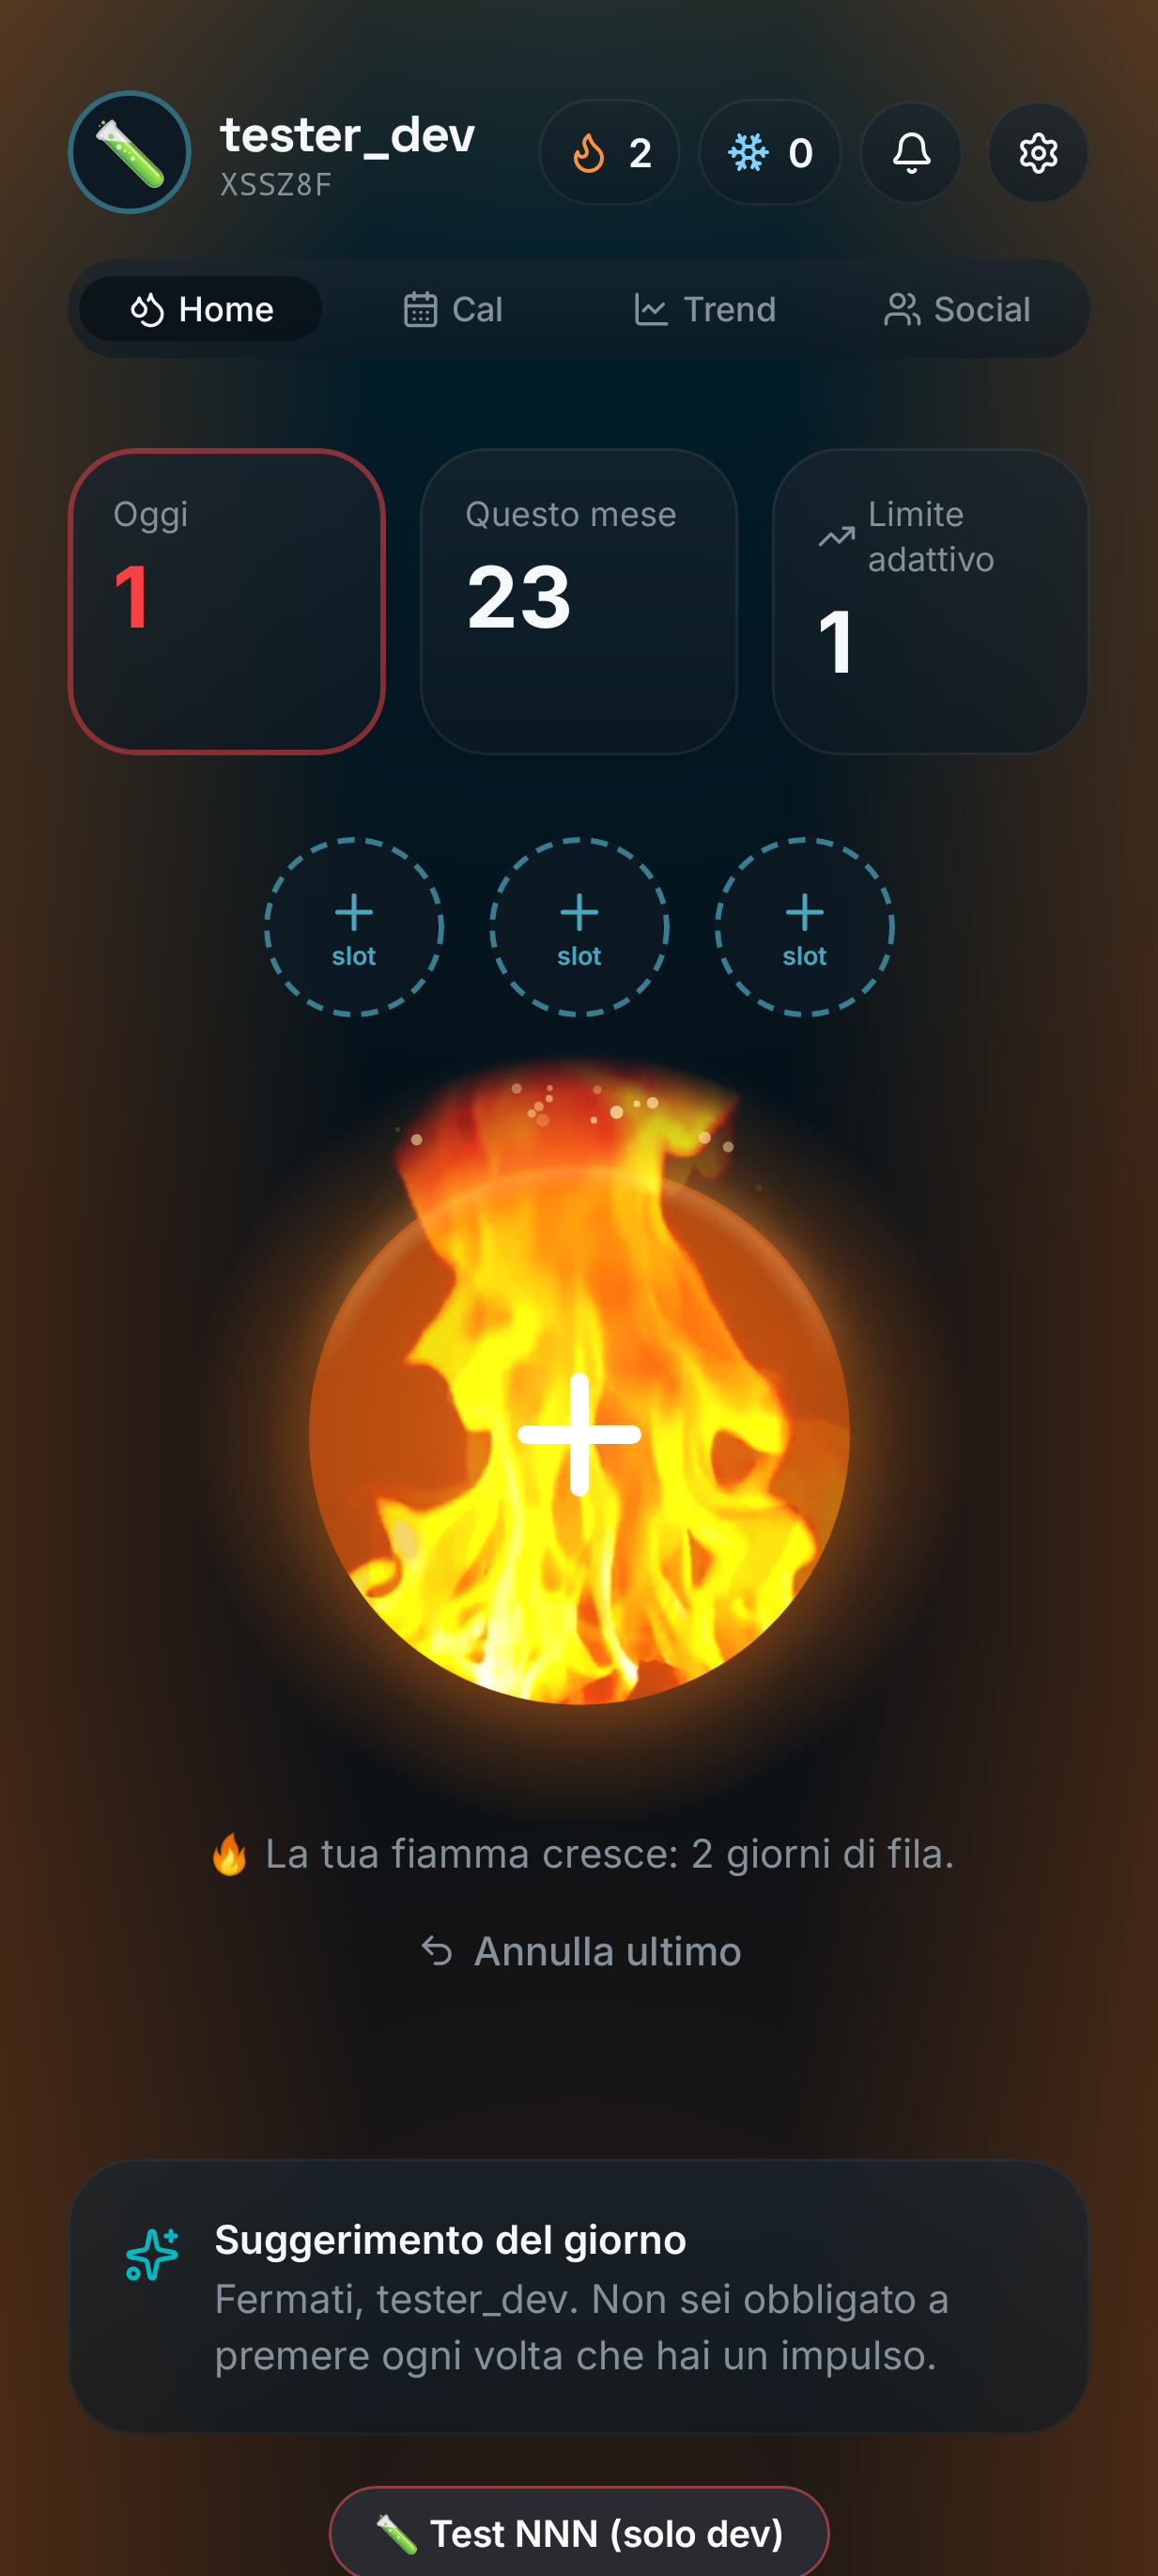 tester_dev
XSSZ8F
2
0
Home
Cal
Trend
Social
Oggi
1
Questo mese
23
Limite
adattivo
1
slot
slot
slot
🔥 La tua fiamma cresce: 2 giorni di fila.
Annulla ultimo
Suggerimento del giorno
Fermati, tester_dev. Non sei obbligato a
premere ogni volta che hai un impulso.
🧪 Test NNN (solo dev)